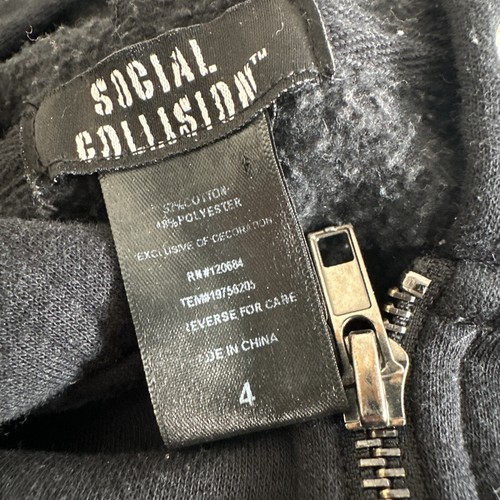 SOCIAL
COLLISION™
COTTON
POLYESTER
EXCLUSIVE OF DECORATION
RN#120684
TEM#19756205
REVERSE FOR CARE
DE IN CHINA
4